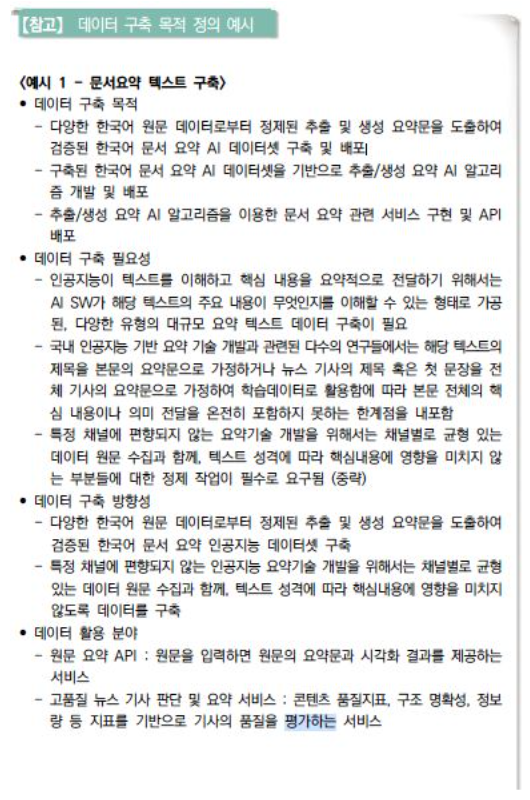 【참고】 데이터 구축 목적 정의 예시
<예시 1 - 문서요약 텍스트 구축>
• 데이터 구축 목적
- 다양한 한국어 원문 데이터로부터 정제된 추출 및 생성 요약문을 도출하여
검증된 한국어 문서 요약 AI 데이터셋 구축 및 배포
- 구축된 한국어 문서 요약 AI 데이터셋을 기반으로 추출/생성 요약 AI 알고리
즘 개발 및 배포
- 추출/생성 요약 AI 알고리즘을 이용한 문서 요약 관련 서비스 구현 및 API
배포
• 데이터 구축 필요성
- 인공지능이 텍스트를 이해하고 핵심 내용을 요약적으로 전달하기 위해서는
AI SW가 해당 텍스트의 주요 내용이 무엇인지를 이해할 수 있는 형태로 가공
된, 다양한 유형의 대규모 요약 텍스트 데이터 구축이 필요
- 국내 인공지능 기반 요약 기술 개발과 관련된 다수의 연구들에서는 해당 텍스트의
제목을 본문의 요약문으로 가정하거나 뉴스 기사의 제목 혹은 첫 문장을 전
체 기사의 요약문으로 가정하여 학습데이터로 활용함에 따라 본문 전체의 핵
심 내용이나 의미 전달을 온전히 포함하지 못하는 한계점을 내포함
- 특정 채널에 편향되지 않는 요약기술 개발을 위해서는 채널별로 균형 있는
데이터 원문 수집과 함께, 텍스트 성격에 따라 핵심내용에 영향을 미치지 않
는 부분들에 대한 정제 작업이 필수로 요구됨 (중략)
• 데이터 구축 방향성
- 다양한 한국어 원문 데이터로부터 정제된 추출 및 생성 요약문을 도출하여
검증된 한국어 문서 요약 인공지능 데이터셋 구축
- 특정 채널에 편향되지 않는 인공지능 요약기술 개발을 위해서는 채널별로 균형
있는 데이터 원문 수집과 함께, 텍스트 성격에 따라 핵심내용에 영향을 미치지
않도록 데이터를 구축
• 데이터 활용 분야
- 원문 요약 API : 원문을 입력하면 원문의 요약문과 시각화 결과를 제공하는
서비스
- 고품질 뉴스 기사 판단 및 요약 서비스 : 콘텐츠 품질지표, 구조 명확성, 정보
량 등 지표를 기반으로 기사의 품질을 평가하는 서비스